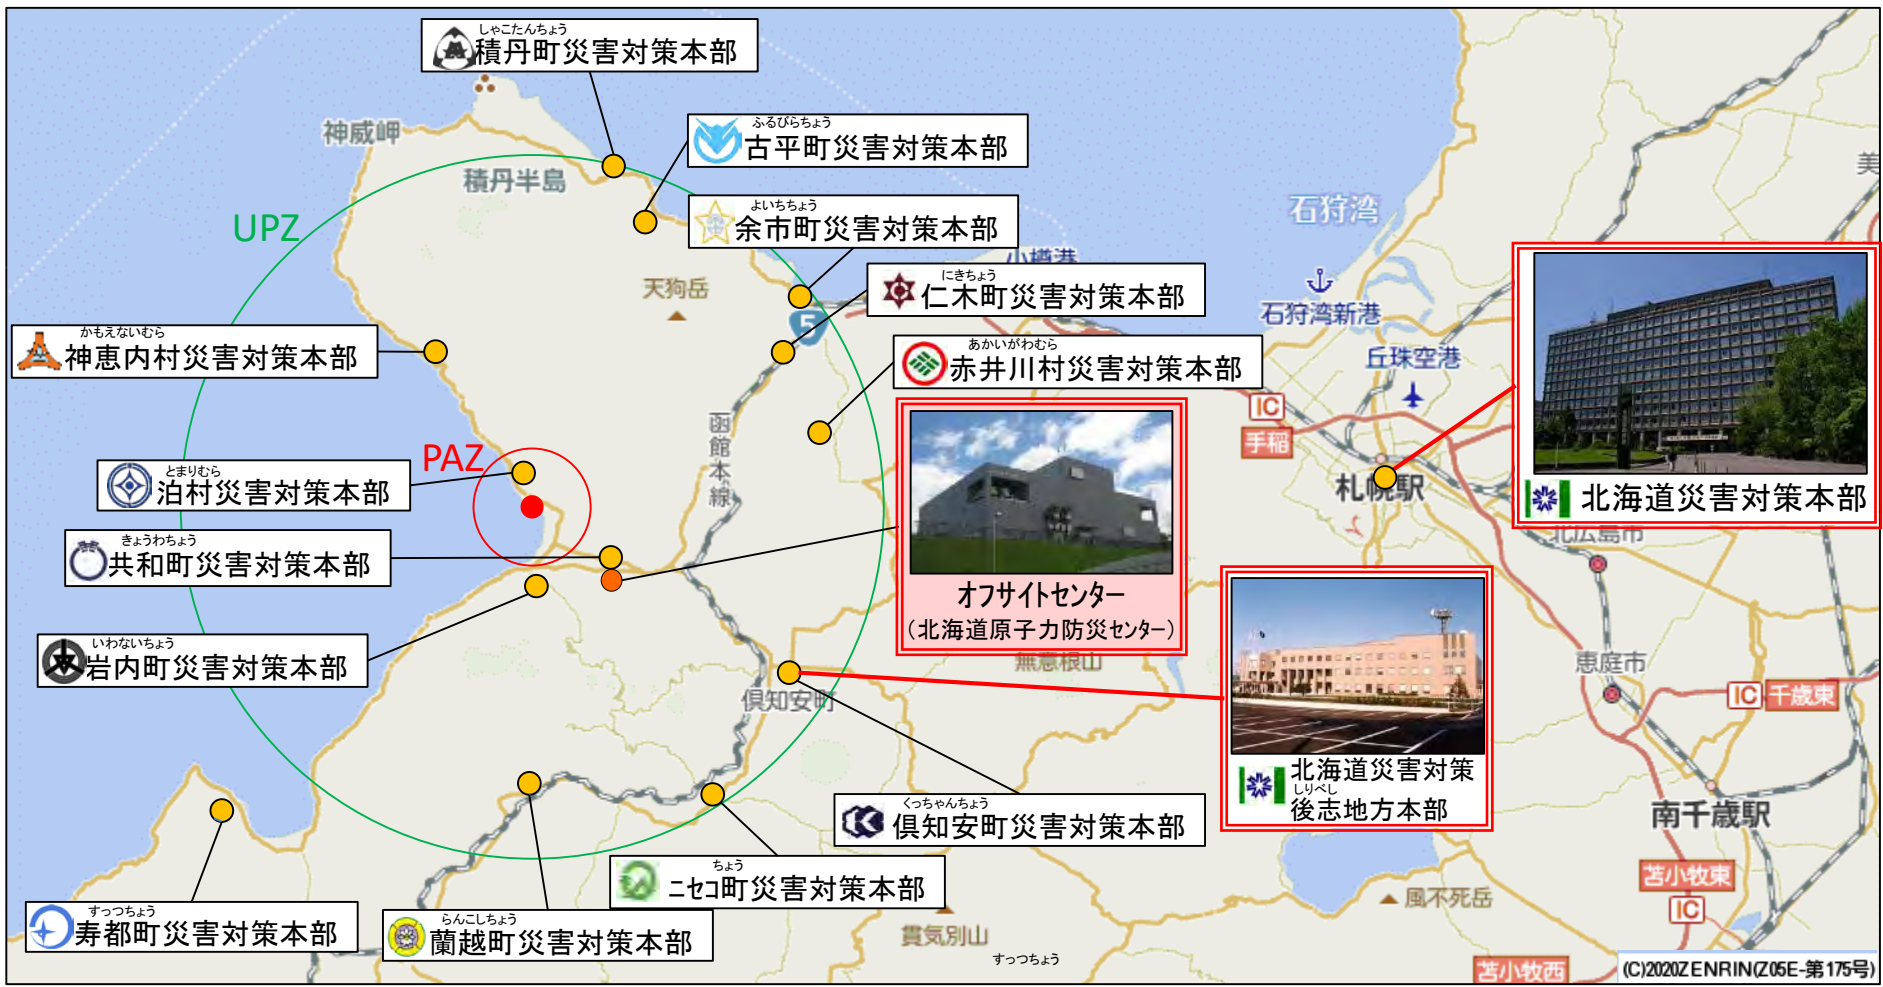 しゃこたんちょう
積丹町災害対策本部
神威岬
ふるびらちょう
古平町災害対策本部
積丹半島
UPZ
よいちちょう
余市町災害対策本部
石狩湾
美
小樽港
天狗岳
にきちょう
仁木町災害対策本部
5
石狩湾新港
かもえないむら
神恵内村災害対策本部
あかいがわむら
赤井川村災害対策本部
丘珠空港
IC
手稲
函館本線
PAZ
とまりむら
泊村災害対策本部
札幌駅
北海道災害対策本部
きょうわちょう
共和町災害対策本部
北広島市
オフサイトセンター
(北海道原子力防災センター)
いわないちょう
岩内町災害対策本部
無意根山
恵庭市
倶知安町
IC
千歳東
北海道災害対策
しりべし
後志地方本部
くっちゃんちょう
倶知安町災害対策本部
南千歳駅
ちょう
ニセコ町災害対策本部
苫小牧東
IC
風不死岳
すっつちょう
寿都町災害対策本部
らんこしちょう
蘭越町災害対策本部
貫気別山
すっつちょう
苫小牧西
(C)2020ZENRIN(Z05E-第175号)